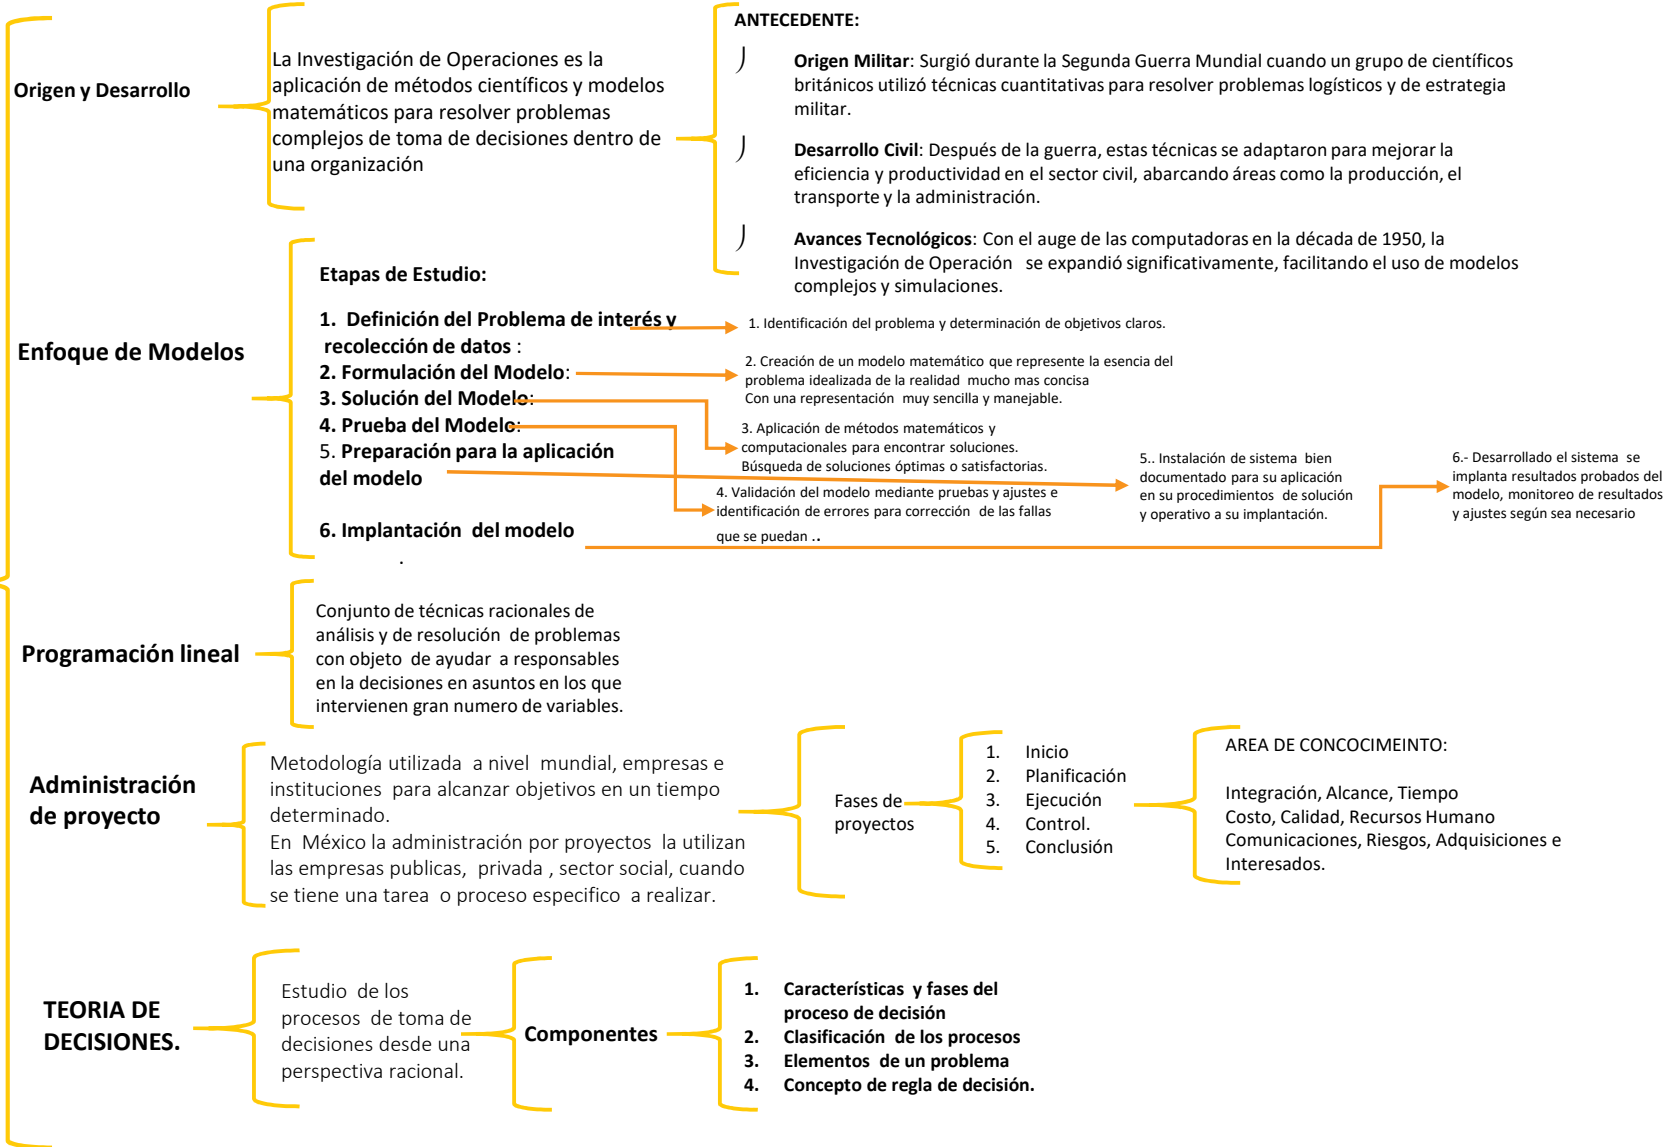 Origen y Desarrollo
La Investigación de Operaciones es la
aplicación de métodos científicos y modelos
matemáticos para resolver problemas
complejos de toma de decisiones dentro de
una organización
ANTECEDENTE:
Origen Militar: Surgió durante la Segunda Guerra Mundial cuando un grupo de científicos
británicos utilizó técnicas cuantitativas para resolver problemas logísticos y de estrategia
militar.
Desarrollo Civil: Después de la guerra, estas técnicas se adaptaron para mejorar la
eficiencia y productividad en el sector civil, abarcando áreas como la producción, el
transporte y la administración.
Avances Tecnológicos: Con el auge de las computadoras en la década de 1950, la
Investigación de Operación se expandió significativamente, facilitando el uso de modelos
complejos y simulaciones.
Enfoque de Modelos
Etapas de Estudio:
1. Definición del Problema de interés y
recolección de datos :
2. Formulación del Modelo:
3. Solución del Modelo:
4. Prueba del Modelo:
5. Preparación para la aplicación
del modelo
6. Implantación del modelo
.
1. Identificación del problema y determinación de objetivos claros.
2. Creación de un modelo matemático que represente la esencia del
problema idealizada de la realidad mucho mas concisa
Con una representación muy sencilla y manejable.
3. Aplicación de métodos matemáticos y
computacionales para encontrar soluciones.
Búsqueda de soluciones óptimas o satisfactorias.
4. Validación del modelo mediante pruebas y ajustes e
identificación de errores para corrección de las fallas
que se puedan ..
5.. Instalación de sistema bien
documentado para su aplicación
en su procedimientos de solución
y operativo a su implantación.
6.- Desarrollado el sistema se
implanta resultados probados del
modelo, monitoreo de resultados
y ajustes según sea necesario
Programación lineal
Conjunto de técnicas racionales de
análisis y de resolución de problemas
con objeto de ayudar a responsables
en la decisiones en asuntos en los que
intervienen gran numero de variables.
Administración
de proyecto
Metodología utilizada a nivel mundial, empresas e
instituciones para alcanzar objetivos en un tiempo
determinado.
En México la administración por proyectos la utilizan
las empresas publicas, privada , sector social, cuando
se tiene una tarea o proceso especifico a realizar.
Fases de
proyectos
1. Inicio
2. Planificación
3. Ejecución
4. Control.
5. Conclusión
AREA DE CONCOCIMEINTO:
Integración, Alcance, Tiempo
Costo, Calidad, Recursos Humano
Comunicaciones, Riesgos, Adquisiciones e
Interesados.
TEORIA DE
DECISIONES.
Estudio de los
procesos de toma de
decisiones desde una
perspectiva racional.
Componentes
1. Características y fases del
proceso de decisión
2. Clasificación de los procesos
3. Elementos de un problema
4. Concepto de regla de decisión.